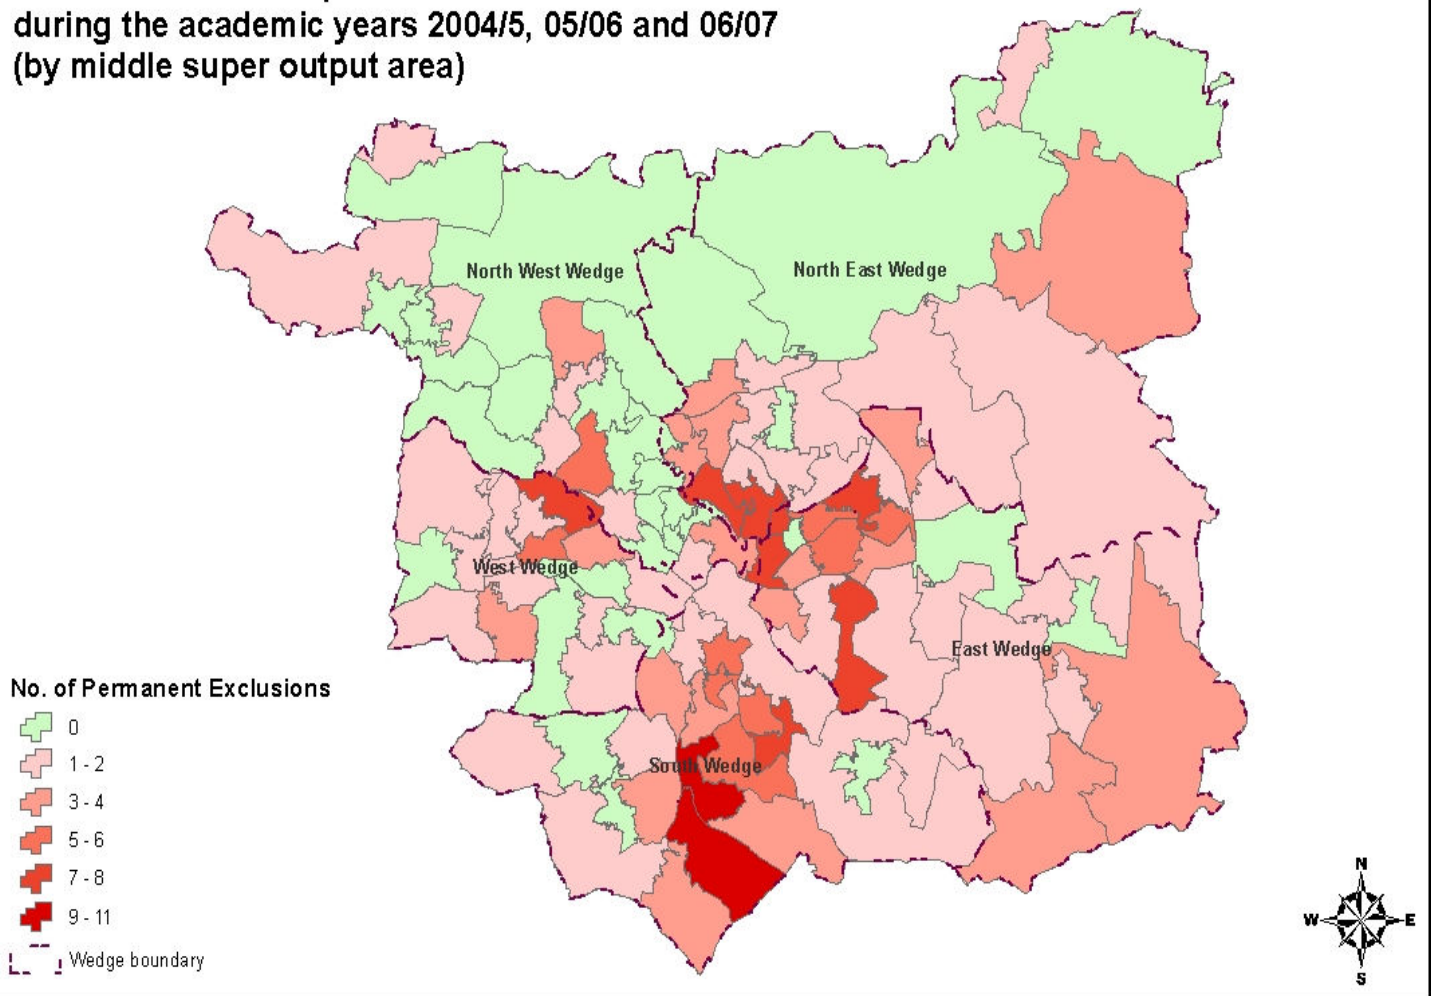 during the academic years 2004/5, 05/06 and 06/07
(by middle super output area)
North West Wedge
North East Wedge
West Wedge
East Wedge
South Wedge
No. of Permanent Exclusions
0
1 - 2
3 - 4
5 - 6
7 - 8
9 - 11
Wedge boundary
N
W E
S